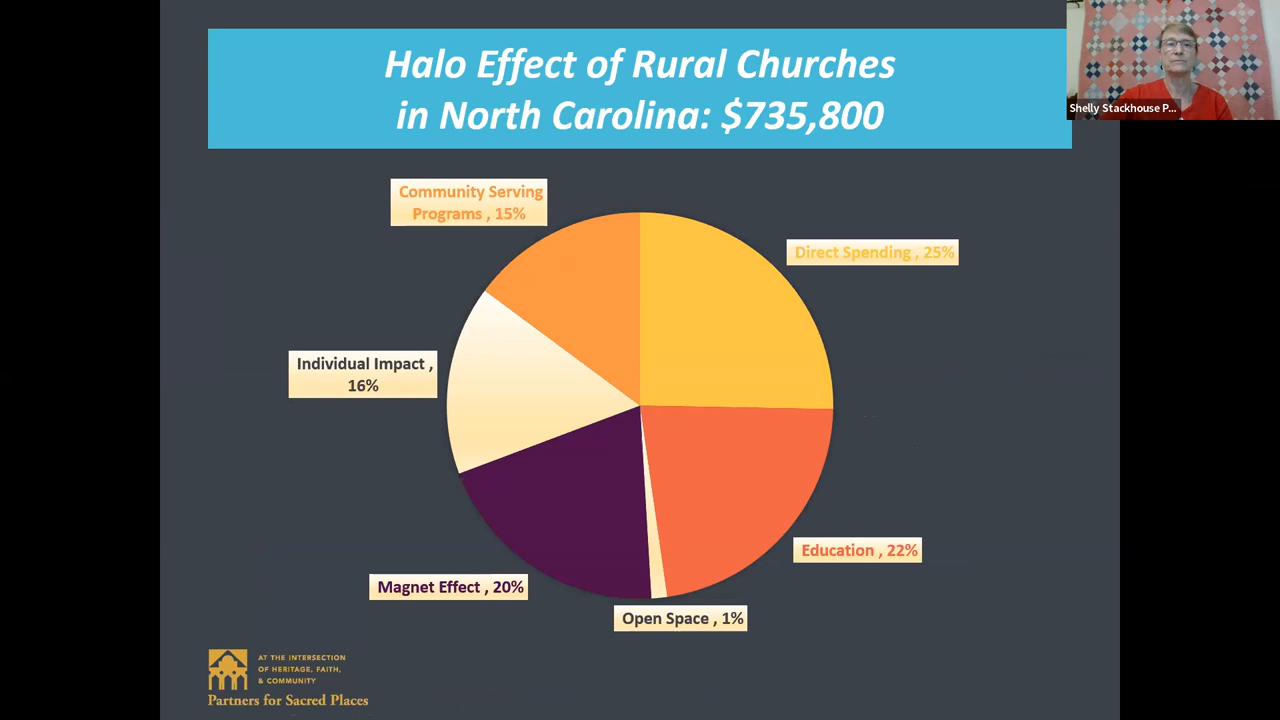 Halo Effect of Rural Churches
in North Carolina: $735,800
Shelly Stackhouse P...
Community Serving
Programs , 15%
Direct Spending , 25%
Individual Impact ,
16%
Education , 22%
Magnet Effect , 20%
Open Space , 1%
AT THE INTERSECTION
OF HERITAGE, FAITH,
& COMMUNITY
Partners for Sacred Places